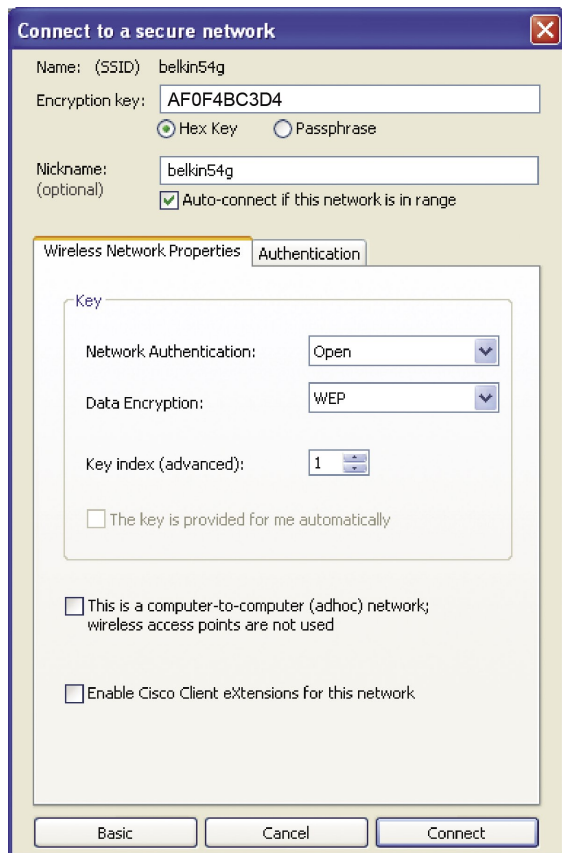 Connect to a secure network
Name: (SSID) belkin54g
Encryption key: AF0F4BC3D4
Hex Key Passphrase
Nickname: belkin54g
(optional)
Auto-connect if this network is in range
Wireless Network Properties Authentication
Key
Network Authentication: Open
Data Encryption: WEP
Key index (advanced): 1
The key is provided for me automatically
This is a computer-to-computer (adhoc) network;
wireless access points are not used
Enable Cisco Client eXtensions for this network
Basic Cancel Connect